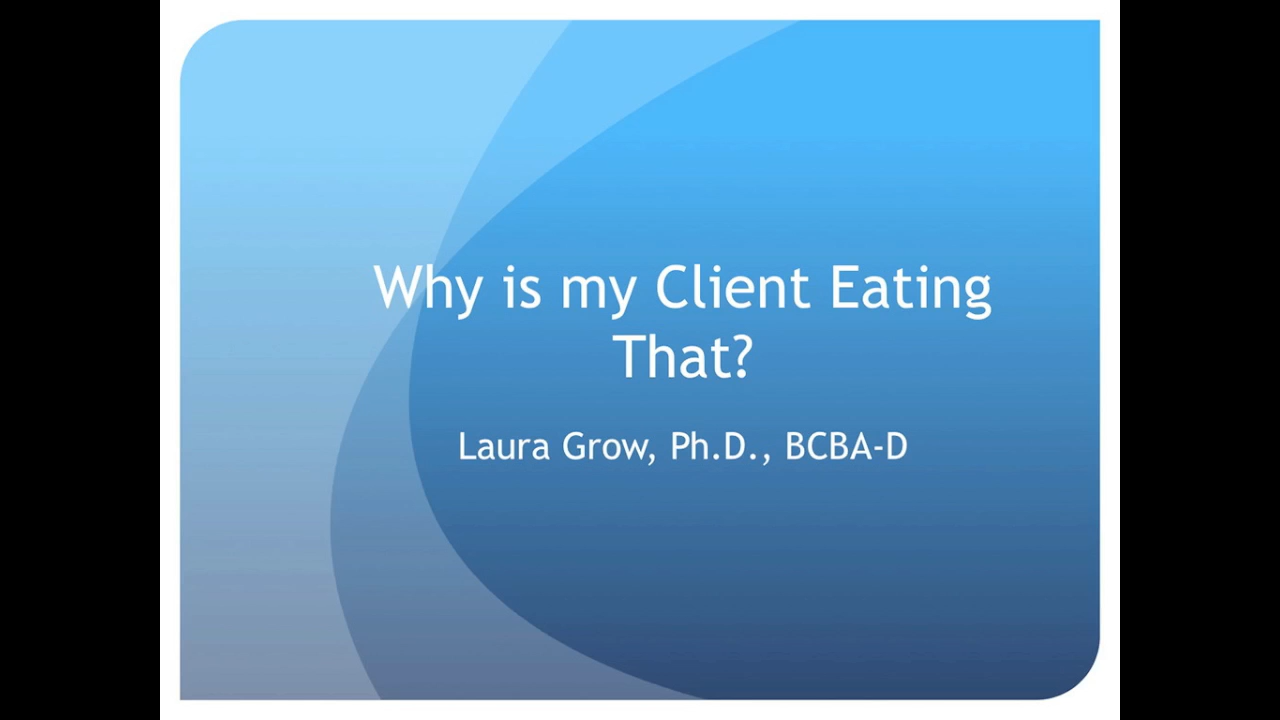 Why is my Client Eating
That?
Laura Grow, Ph.D., BCBA-D